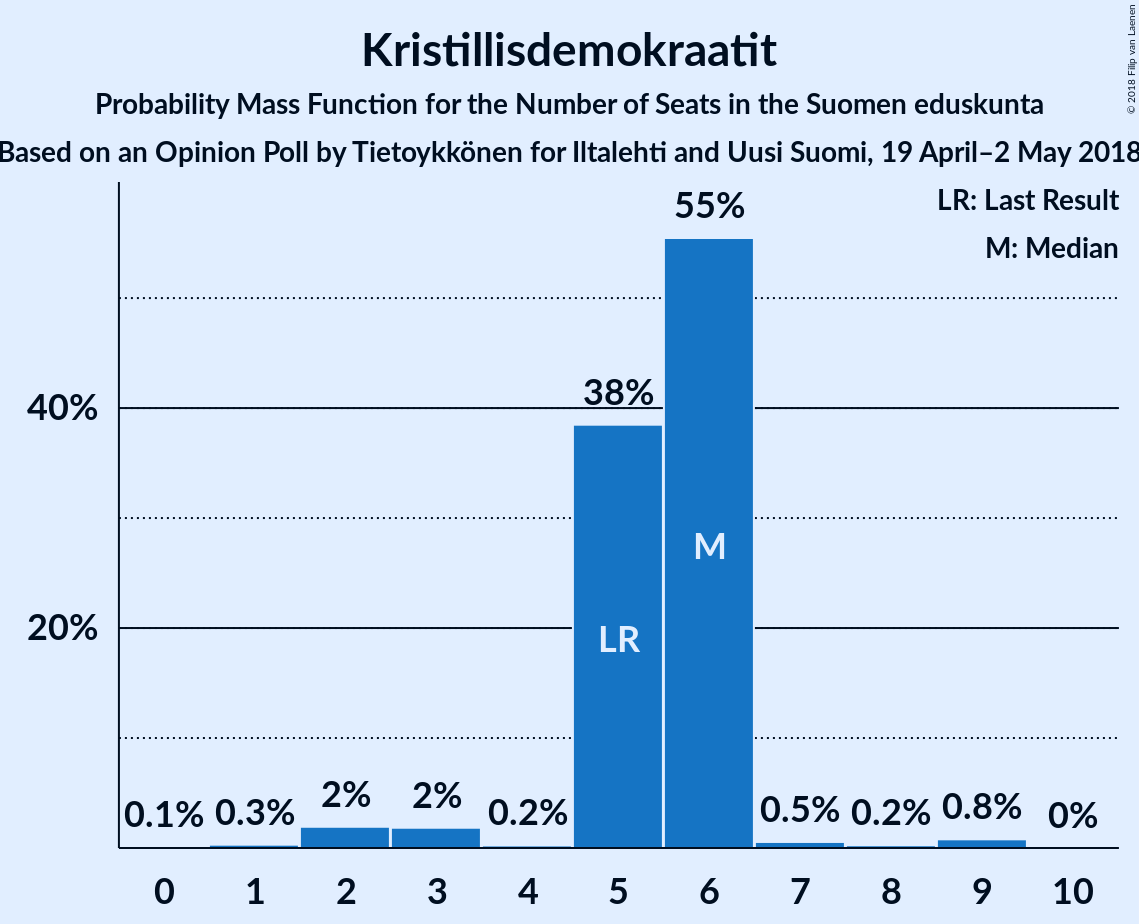 Kristillisdemokraatit
Probability Mass Function for the Number of Seats in the Suomen eduskunta
Based on an Opinion Poll by Tietoykkönen for Iltalehti and Uusi Suomi, 19 April–2 May 2018
© 2018 Filip van Laenen
LR: Last Result
M: Median
55%
38%
40%
20%
M
LR
0.1% 0.3% 2% 2% 0.2% 0.5% 0.2% 0.8% 0%
0 1 2 3 4 5 6 7 8 9 10